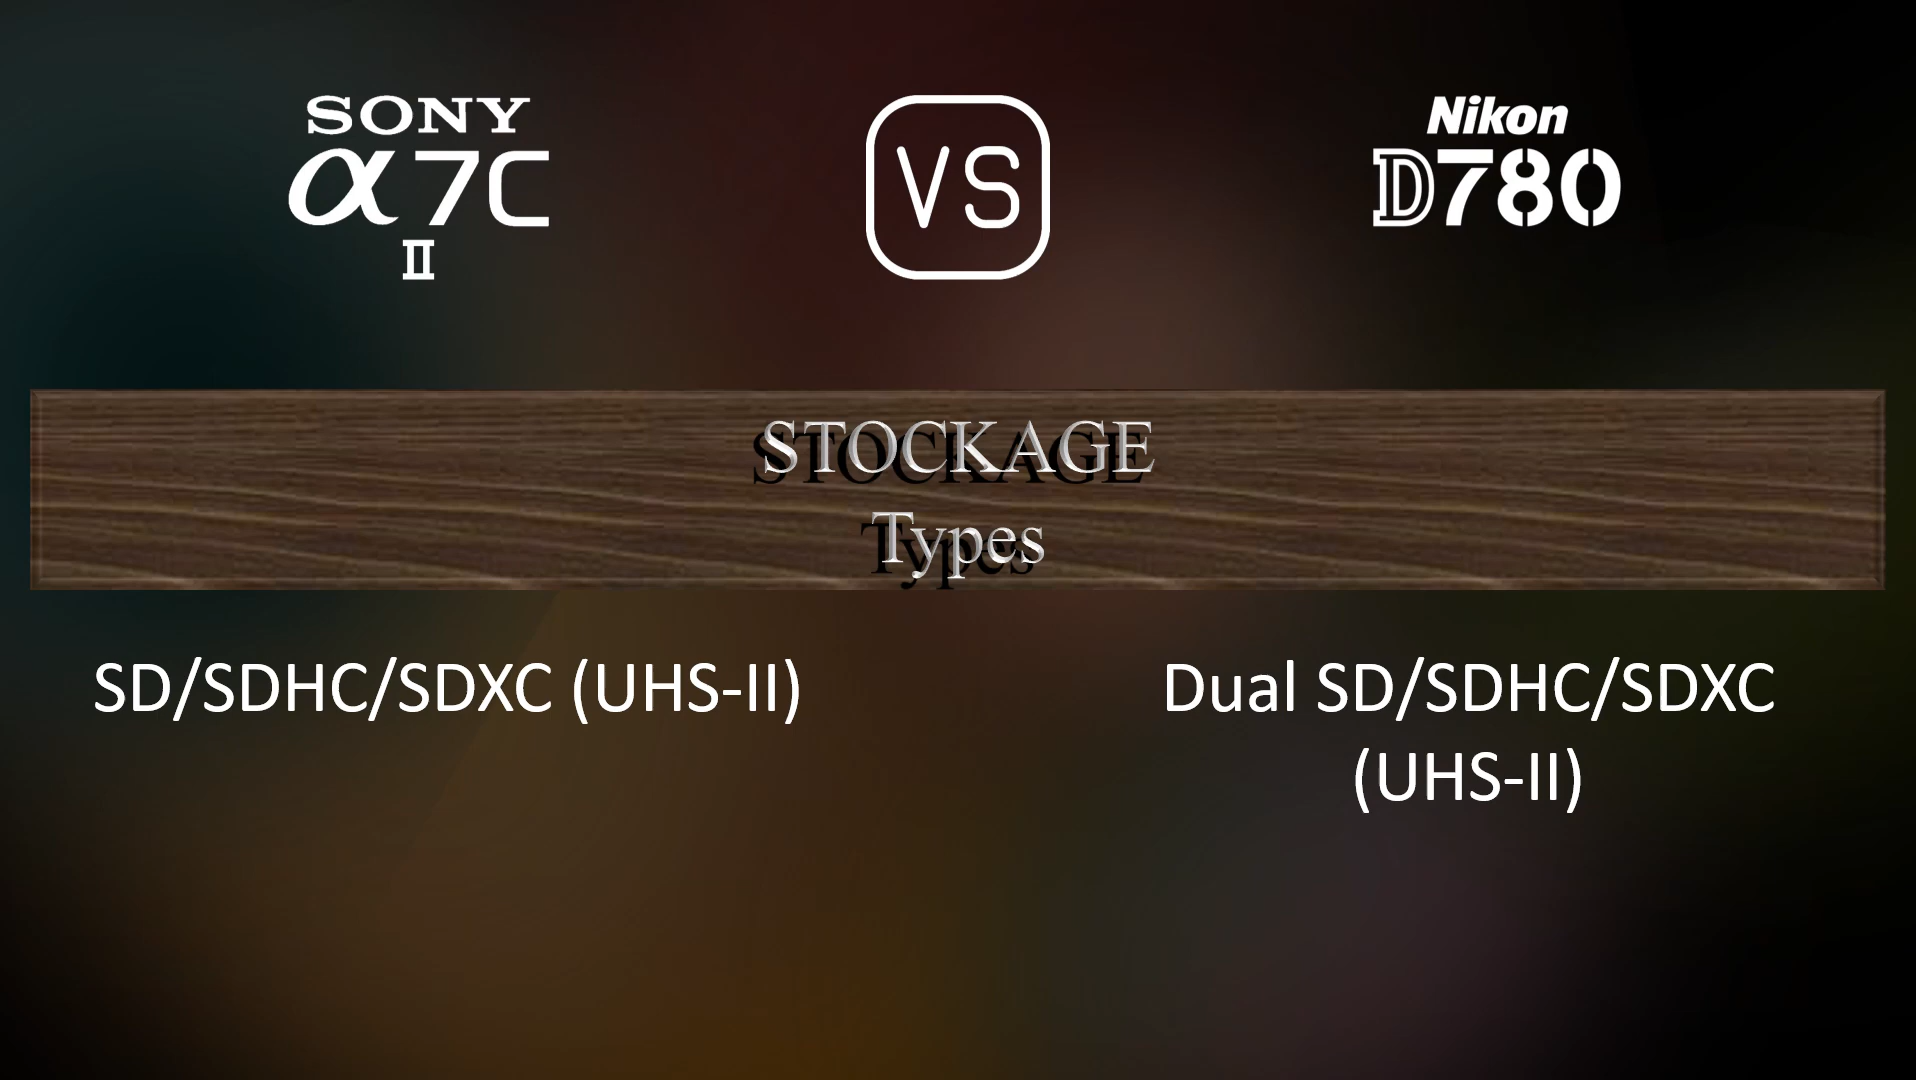 SONY
α7C
II
VS
Nikon
D780
STOCKAGE
Types
SD/SDHC/SDXC (UHS-II)
Dual SD/SDHC/SDXC
(UHS-II)